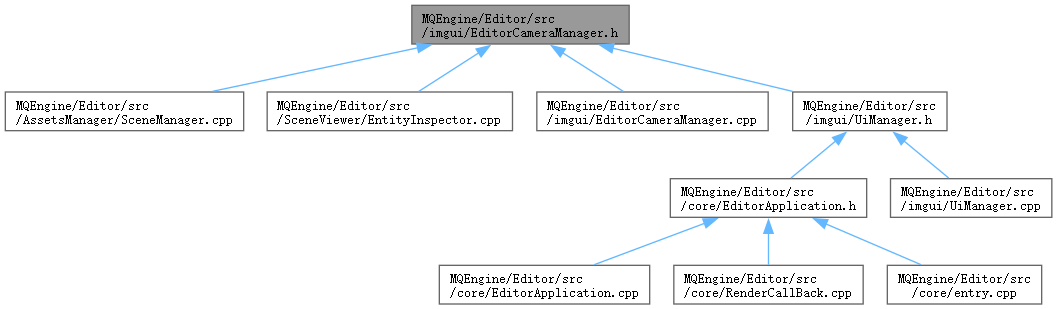 MQEngine/Editor/src
/imgui/EditorCameraManager.h
MQEngine/Editor/src
/AssetsManager/SceneManager.cpp
MQEngine/Editor/src
/SceneViewer/EntityInspector.cpp
MQEngine/Editor/src
/imgui/EditorCameraManager.cpp
MQEngine/Editor/src
/imgui/UiManager.h
MQEngine/Editor/src
/core/EditorApplication.h
MQEngine/Editor/src
/imgui/UiManager.cpp
MQEngine/Editor/src
/core/EditorApplication.cpp
MQEngine/Editor/src
/core/RenderCallBack.cpp
MQEngine/Editor/src
/core/entry.cpp